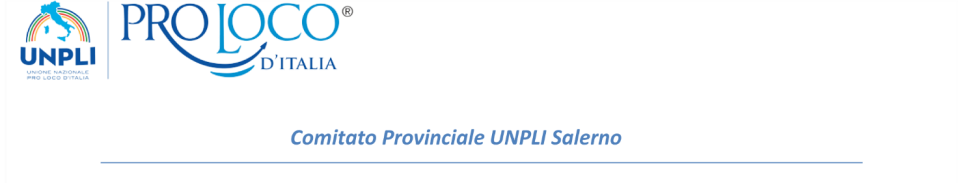 UNPLI
UNIONE NAZIONALE
PRO LOCO D'ITALIA
PRO LOCO®
D'ITALIA
Comitato Provinciale UNPLI Salerno